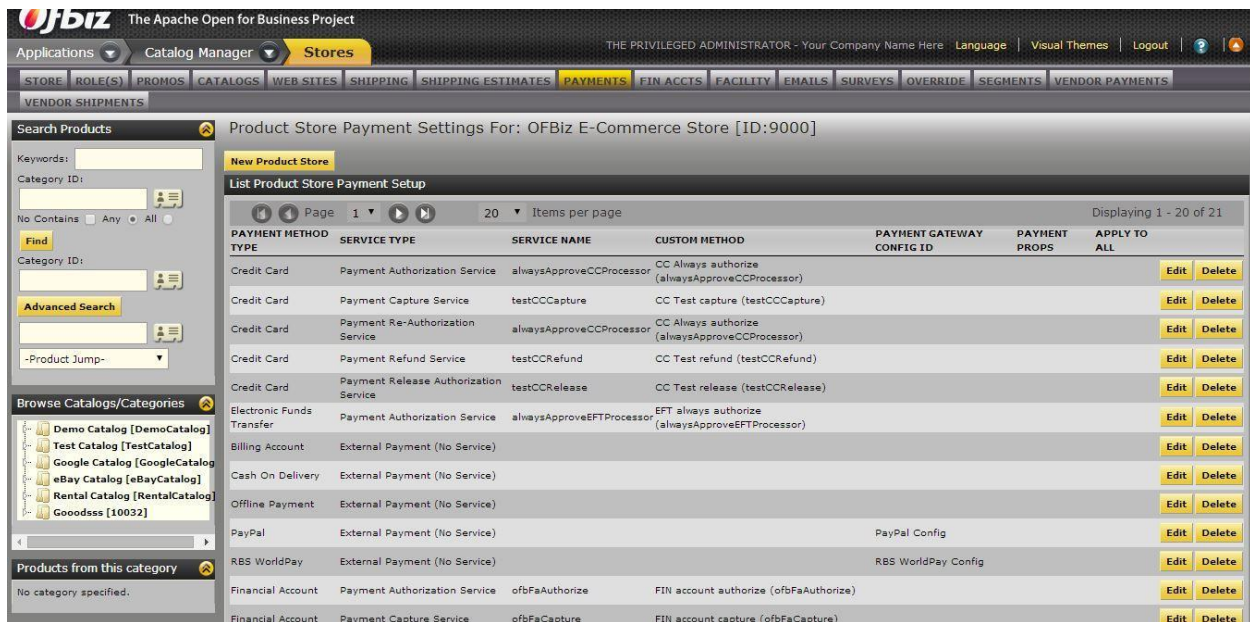 OFBiz The Apache Open for Business Project
Applications Catalog Manager Stores
THE PRIVILEGED ADMINISTRATOR - Your Company Name Here Language | Visual Themes | Logout | ? |
STORE ROLE(S) PROMOS CATALOGS WEB SITES SHIPPING SHIPPING ESTIMATES PAYMENTS FIN ACCTS FACILITY EMAILS SURVEYS OVERRIDE SEGMENTS VENDOR PAYMENTS
VENDOR SHIPMENTS
Search Products
Keywords:
Category ID:
No Contains Any All
Find
Category ID:
Advanced Search
-Product Jump-
Browse Catalogs/Categories
Demo Catalog [DemoCatalog]
Test Catalog [TestCatalog]
Google Catalog [GoogleCatalog
eBay Catalog [eBayCatalog]
Rental Catalog [RentalCatalog]
Gooodsss [10032]
Products from this category
No category specified.
Product Store Payment Settings For: OFBiz E-Commerce Store [ID:9000]
New Product Store
List Product Store Payment Setup
Page 1 20 Items per page Displaying 1 - 20 of 21
PAYMENT METHOD TYPE SERVICE TYPE SERVICE NAME CUSTOM METHOD PAYMENT GATEWAY CONFIG ID PAYMENT PROPS APPLY TO ALL
Credit Card Payment Authorization Service alwaysApproveCCProcessor CC Always authorize (alwaysApproveCCProcessor) Edit Delete
Credit Card Payment Capture Service testCCCapture CC Test capture (testCCCapture) Edit Delete
Credit Card Payment Re-Authorization Service alwaysApproveCCProcessor CC Always authorize (alwaysApproveCCProcessor) Edit Delete
Credit Card Payment Refund Service testCCRefund CC Test refund (testCCRefund) Edit Delete
Credit Card Payment Release Authorization Service testCCRelease CC Test release (testCCRelease) Edit Delete
Electronic Funds Transfer Payment Authorization Service alwaysApproveEFTProcessor EFT always authorize (alwaysApproveEFTProcessor) Edit Delete
Billing Account External Payment (No Service) Edit Delete
Cash On Delivery External Payment (No Service) Edit Delete
Offline Payment External Payment (No Service) Edit Delete
PayPal External Payment (No Service) PayPal Config Edit Delete
RBS WorldPay External Payment (No Service) RBS WorldPay Config Edit Delete
Financial Account Payment Authorization Service ofbFaAuthorize FIN account authorize (ofbFaAuthorize) Edit Delete
Financial Account Payment Capture Service ofbFaCapture FIN account capture (ofbFaCapture) Edit Delete